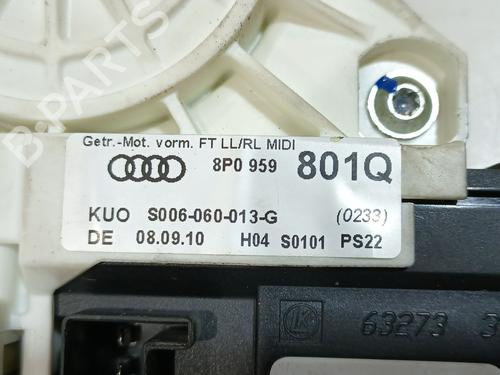 Getr.-Mot. vorm. FT LL/RL MIDI
8P0 959 801Q
KUO S006-060-013-G (0233)
DE 08.09.10 H04 S0101 PS22
63273 3
B-PARTS